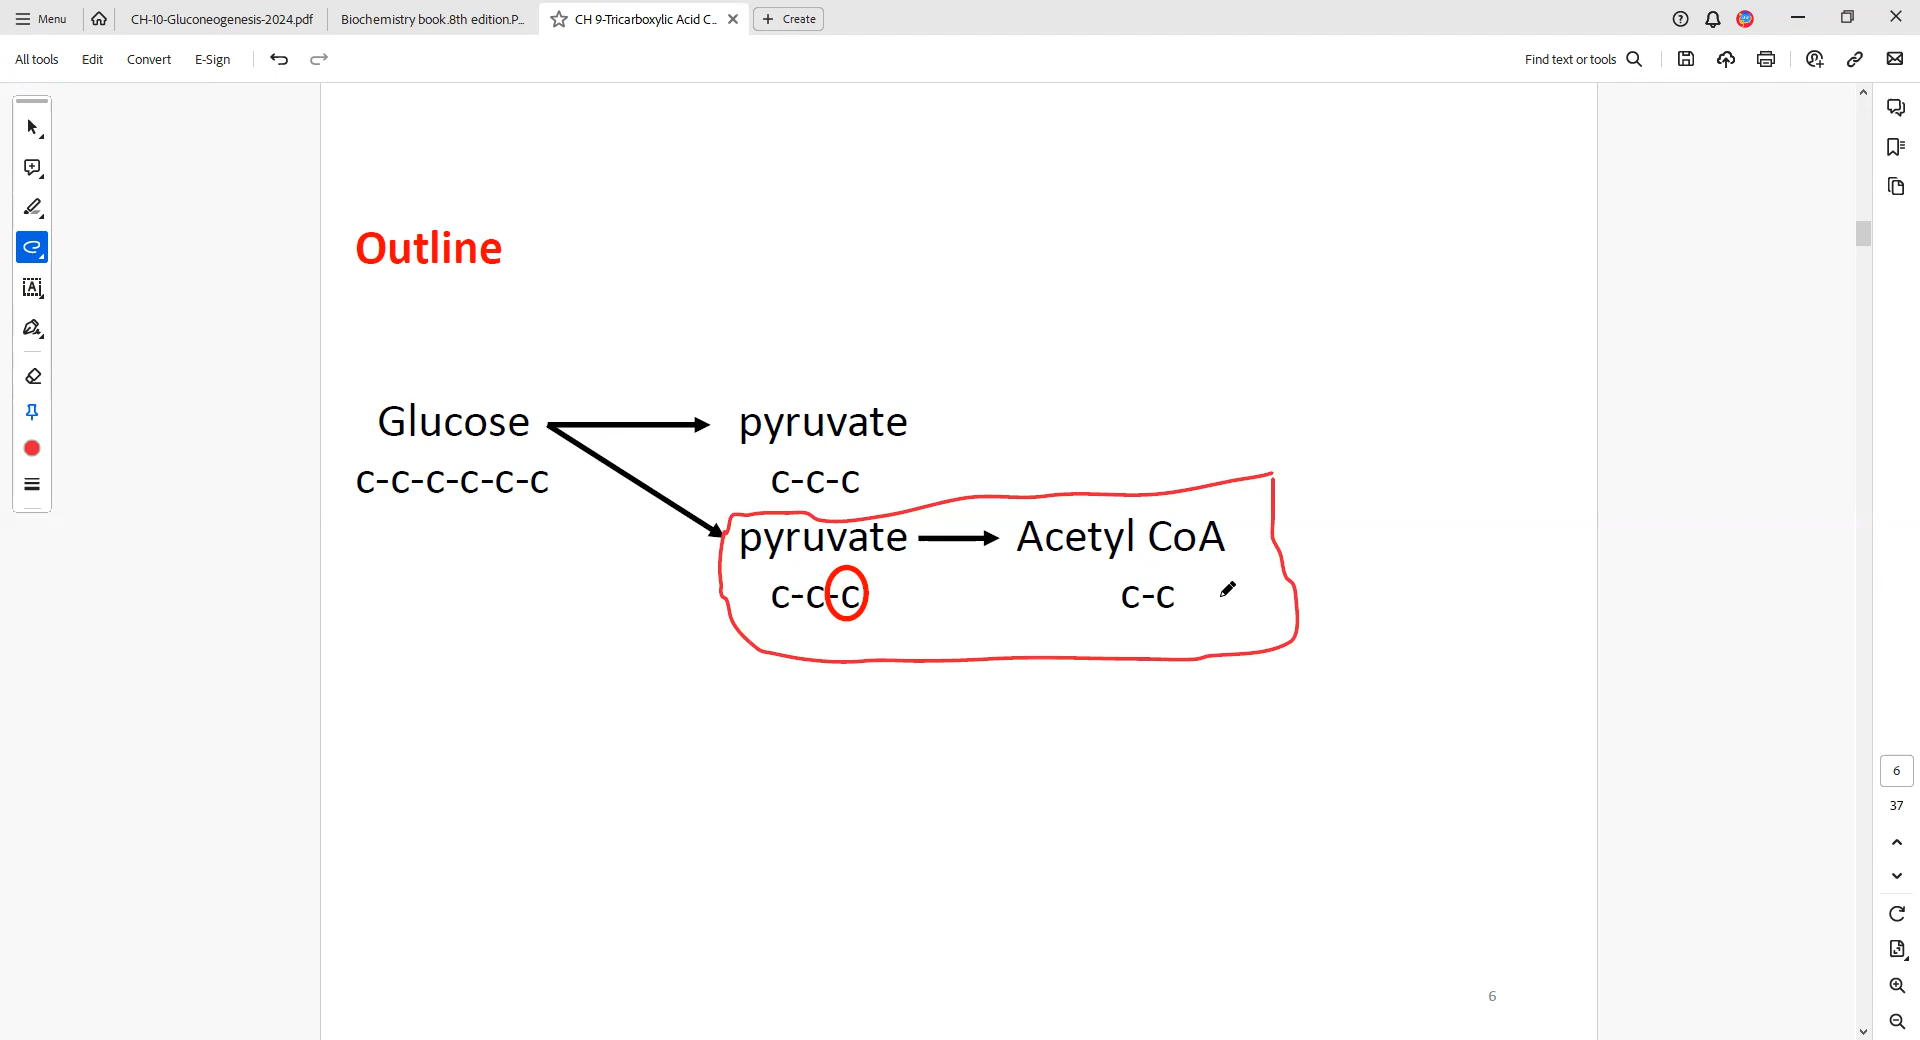 Menu CH-10-Gluconeogenesis-2024.pdf Biochemistry book.8th edition.P... CH 9-Tricarboxylic Acid C... Create
All tools Edit Convert E-Sign Find text or tools
Outline
Glucose pyruvate
c-c-c-c-c-c c-c-c
pyruvate Acetyl CoA
c-c-c c-c
6
37
6